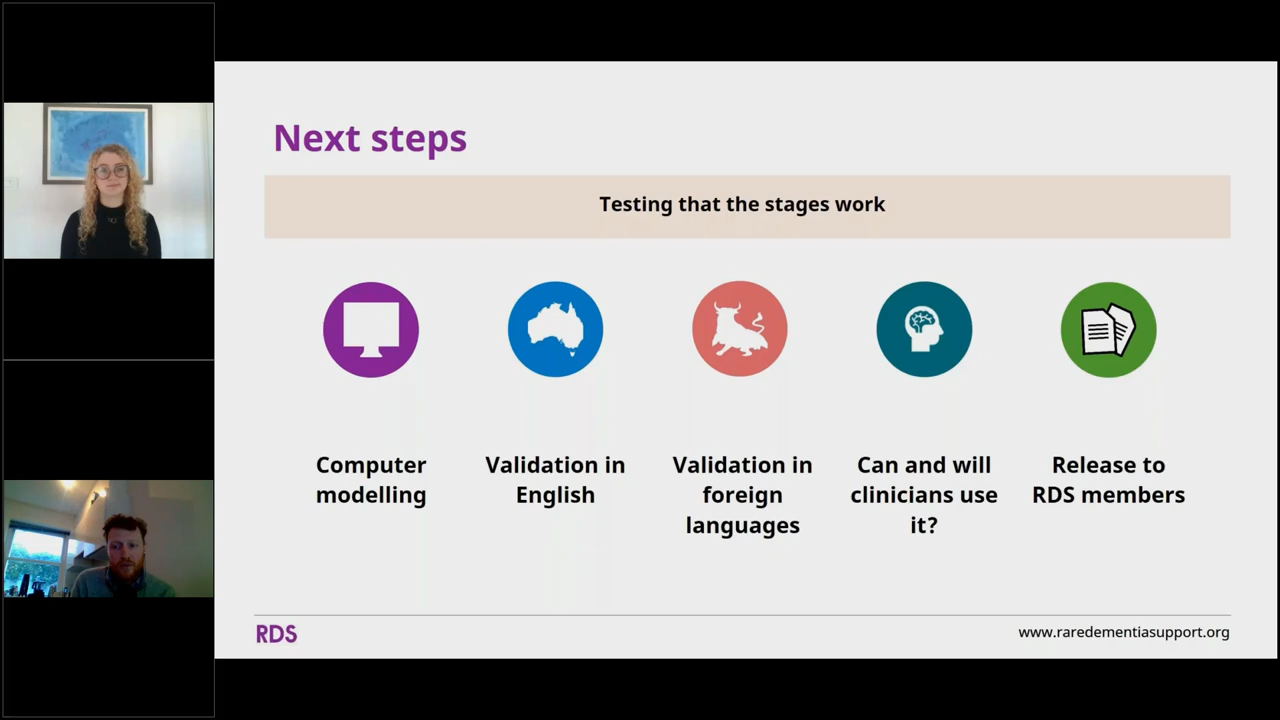 Next steps
Testing that the stages work
Computer
modelling
Validation in
English
Validation in
foreign
languages
Can and will
clinicians use
it?
Release to
RDS members
RDS
www.raredementiasupport.org